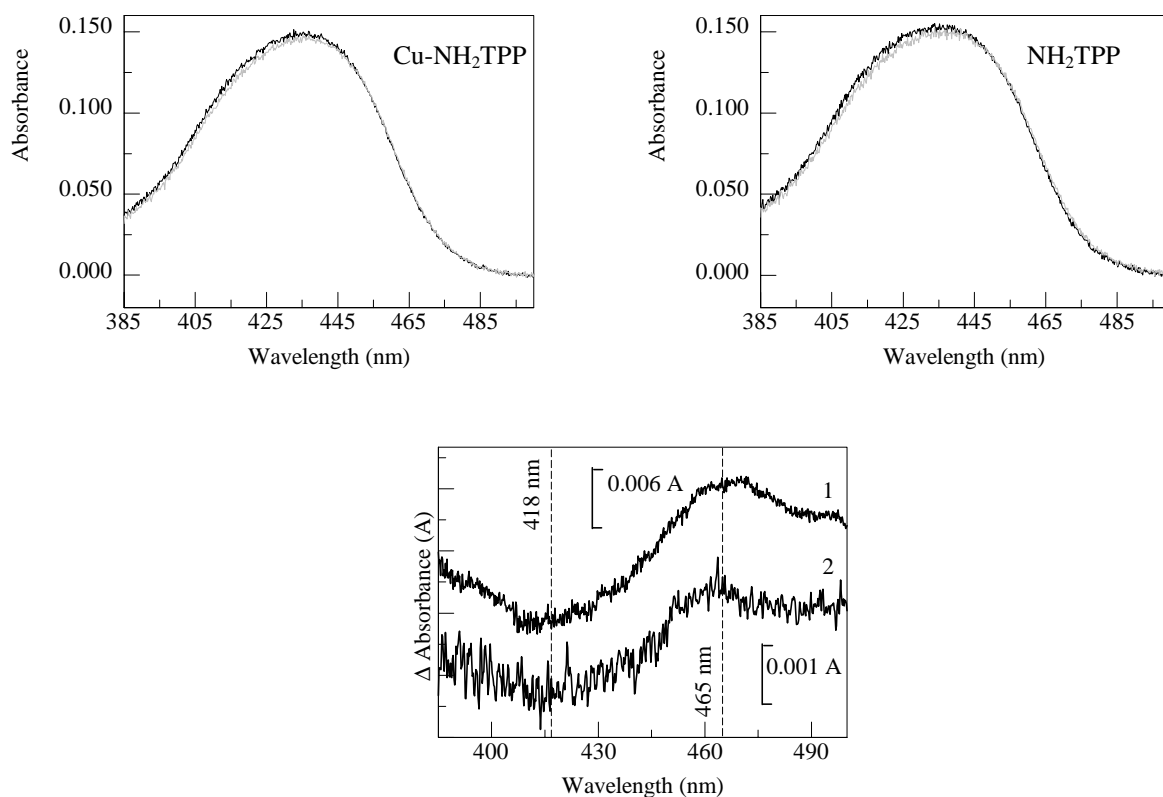 0.150
0.100
0.050
0.000
Absorbance
Cu-NH₂TPP
385 405 425 445 465 485
Wavelength (nm)
0.150
0.100
0.050
0.000
Absorbance
NH₂TPP
385 405 425 445 465 485
Wavelength (nm)
Δ Absorbance (A)
418 nm
0.006 A
1
2
465 nm
0.001 A
400 430 460 490
Wavelength (nm)